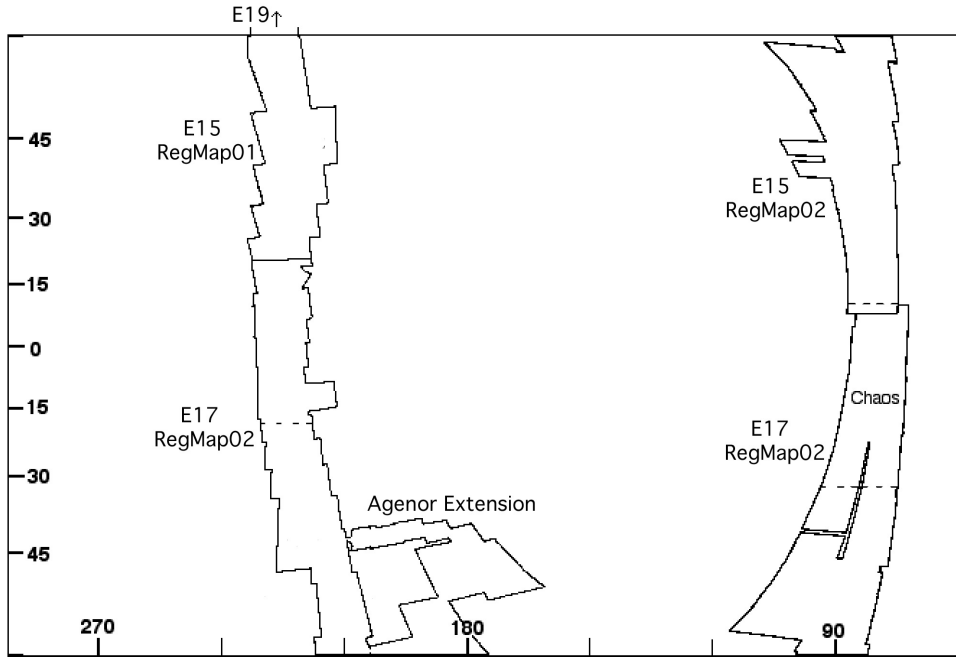 E19↑
E15
RegMap01
45
30
-15
0
-15
-30
-45
E17
RegMap02
Agenor Extension
E15
RegMap02
Chaos
E17
RegMap02
270
180
90